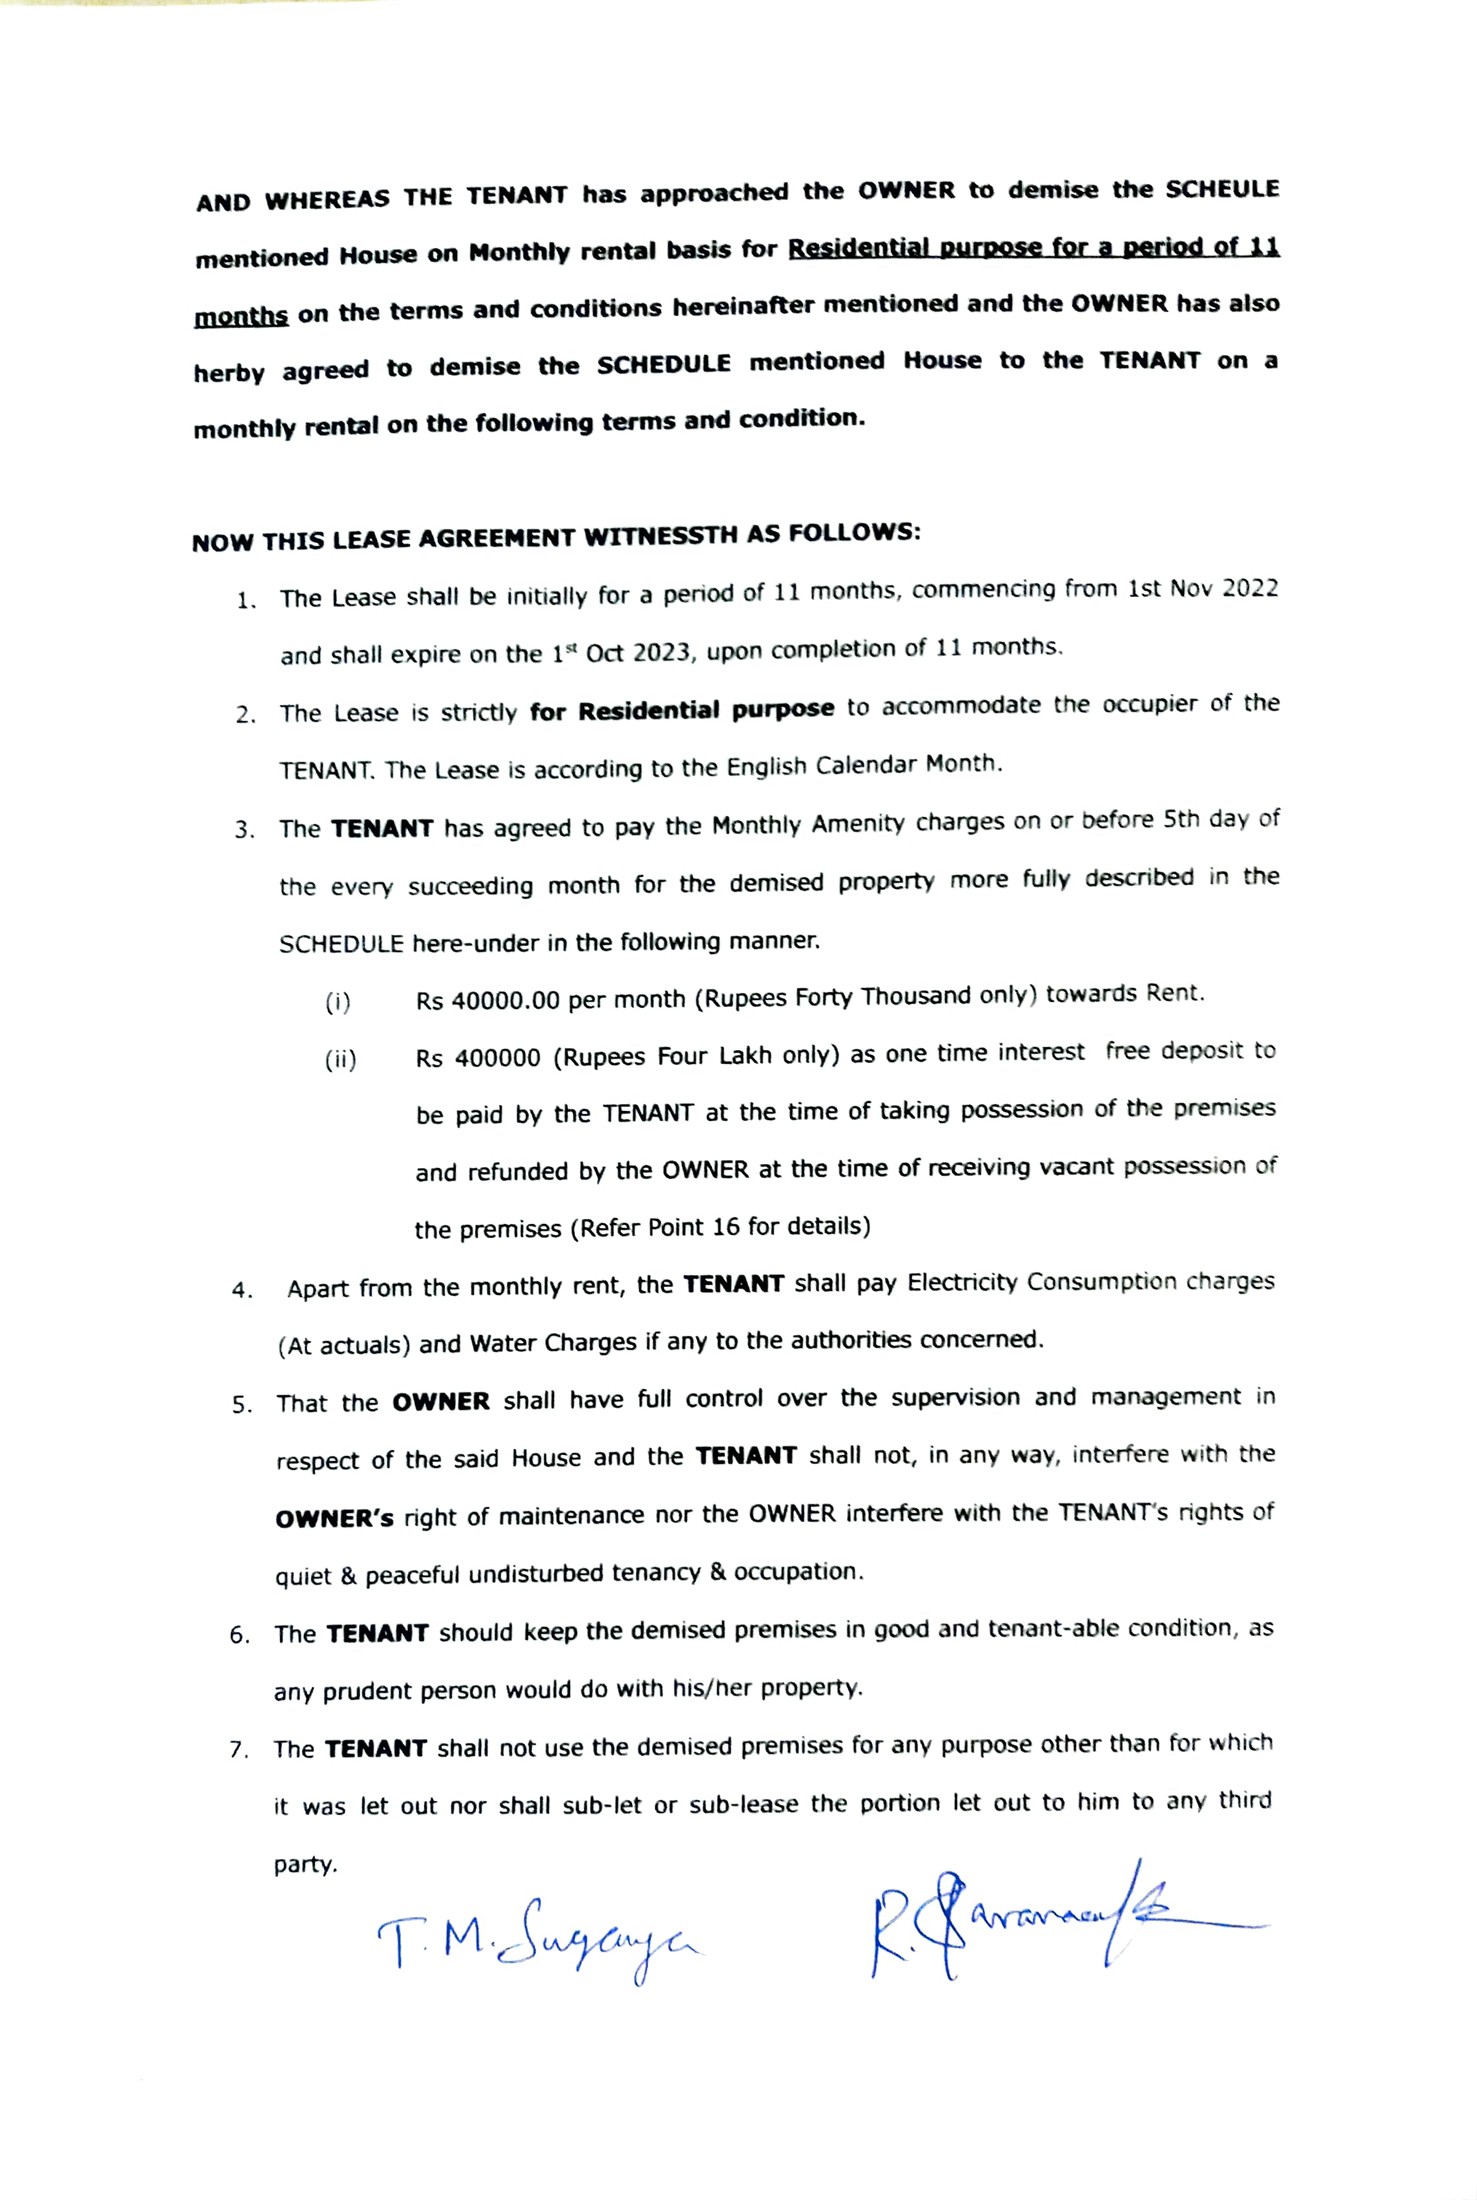 AND WHEREAS THE TENANT has approached the OWNER to demise the SCHEULE
mentioned House on Monthly rental basis for Residential purpose for a period of 11
months on the terms and conditions hereinafter mentioned and the OWNER has also
herby agreed to demise the SCHEDULE mentioned House to the TENANT on a
monthly rental on the following terms and condition.
NOW THIS LEASE AGREEMENT WITNESSTH AS FOLLOWS:
1. The Lease shall be initially for a period of 11 months, commencing from 1st Nov 2022
and shall expire on the 1st Oct 2023, upon completion of 11 months.
2. The Lease is strictly for Residential purpose to accommodate the occupier of the
TENANT. The Lease is according to the English Calendar Month.
3. The TENANT has agreed to pay the Monthly Amenity charges on or before 5th day of
the every succeeding month for the demised property more fully described in the
SCHEDULE here-under in the following manner.
(i) Rs 40000.00 per month (Rupees Forty Thousand only) towards Rent.
(ii) Rs 400000 (Rupees Four Lakh only) as one time interest free deposit to
be paid by the TENANT at the time of taking possession of the premises
and refunded by the OWNER at the time of receiving vacant possession of
the premises (Refer Point 16 for details)
4. Apart from the monthly rent, the TENANT shall pay Electricity Consumption charges
(At actuals) and Water Charges if any to the authorities concerned.
5. That the OWNER shall have full control over the supervision and management in
respect of the said House and the TENANT shall not, in any way, interfere with the
OWNER's right of maintenance nor the OWNER interfere with the TENANT's rights of
quiet & peaceful undisturbed tenancy & occupation.
6. The TENANT should keep the demised premises in good and tenant-able condition, as
any prudent person would do with his/her property.
7. The TENANT shall not use the demised premises for any purpose other than for which
it was let out nor shall sub-let or sub-lease the portion let out to him to any third
party.
T.M. Suganya R.